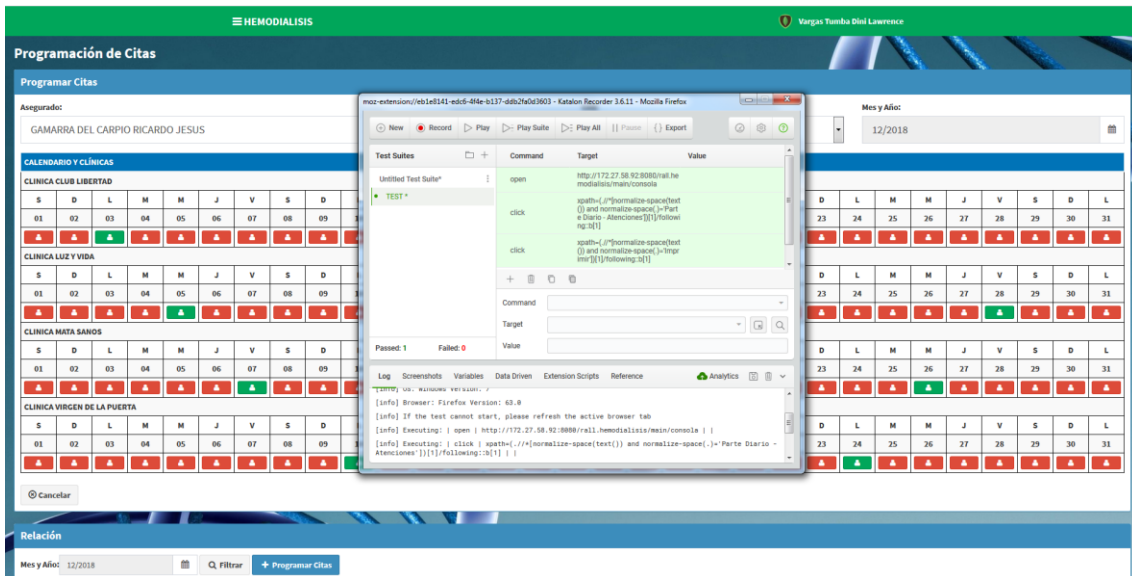 HEMODIALISIS
Vargas Tumba Dini Lawrence
Programación de Citas
Programar Citas
Asegurado:
Mes y Año:
GAMARRA DEL CARPIO RICARDO JESUS
12/2018
CALENDARIO Y CLÍNICAS
CLINICA CLUB LIBERTAD
S D L M M J V S D
D L M M J V S D L
01 02 03 04 05 06 07 08 09
23 24 25 26 27 28 29 30 31
CLINICA LUZ Y VIDA
S D L M M J V S D
D L M M J V S D L
01 02 03 04 05 06 07 08 09
23 24 25 26 27 28 29 30 31
CLINICA MATA SANOS
S D L M M J V S D
D L M M J V S D L
01 02 03 04 05 06 07 08 09
23 24 25 26 27 28 29 30 31
CLINICA VIRGEN DE LA PUERTA
S D L M M J V S D
D L M M J V S D L
01 02 03 04 05 06 07 08 09
23 24 25 26 27 28 29 30 31
Cancelar
Relación
Mes y Año: 12/2018 Filtrar + Programar Citas
moz-extension://eb1e8141-edc6-4f4e-b137-ddb2fa0d3603 - Katalon Recorder 3.6.11 - Mozilla Firefox
New Record Play Play Suite Play All Pause { } Export
Test Suites
Untitled Test Suite*
TEST *
Passed: 1 Failed: 0
Command Target Value
open
http://172.27.58.92:8080/rall.he
modialisis/main/consola
click
xpath=(.//*[normalize-space(text
()) and normalize-space(.)='Part
e Diario - Atenciones'])[1]/followi
ng::b[1]
click
xpath=(.//*[normalize-space(text
()) and normalize-space(.)='Impr
imir'])[1]/following::b[1]
Command
Target
Value
Log Screenshots Variables Data Driven Extension Scripts Reference Analytics
[info] OS: Windows Version: 7
[info] Browser: Firefox Version: 63.0
[info] If the test cannot start, please refresh the active browser tab
[info] Executing: | open | http://172.27.58.92:8080/rall.hemodialisis/main/consola | |
[info] Executing: | click | xpath=(.//*[normalize-space(text()) and normalize-space(.)='Parte Diario -
Atenciones'])[1]/following::b[1] | |